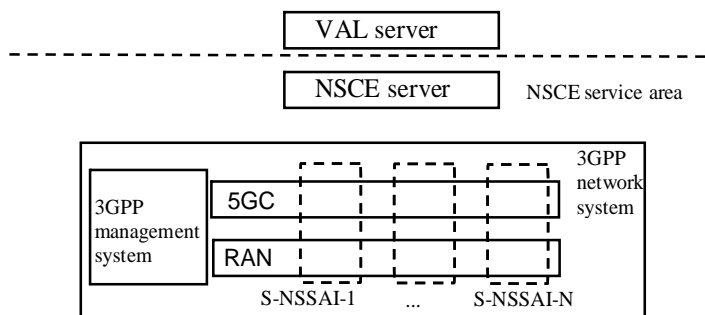 VAL server
NSCE server
NSCE service area
3GPP
network
system
3GPP
management
system
5GC
RAN
S-NSSAI-1
...
S-NSSAI-N